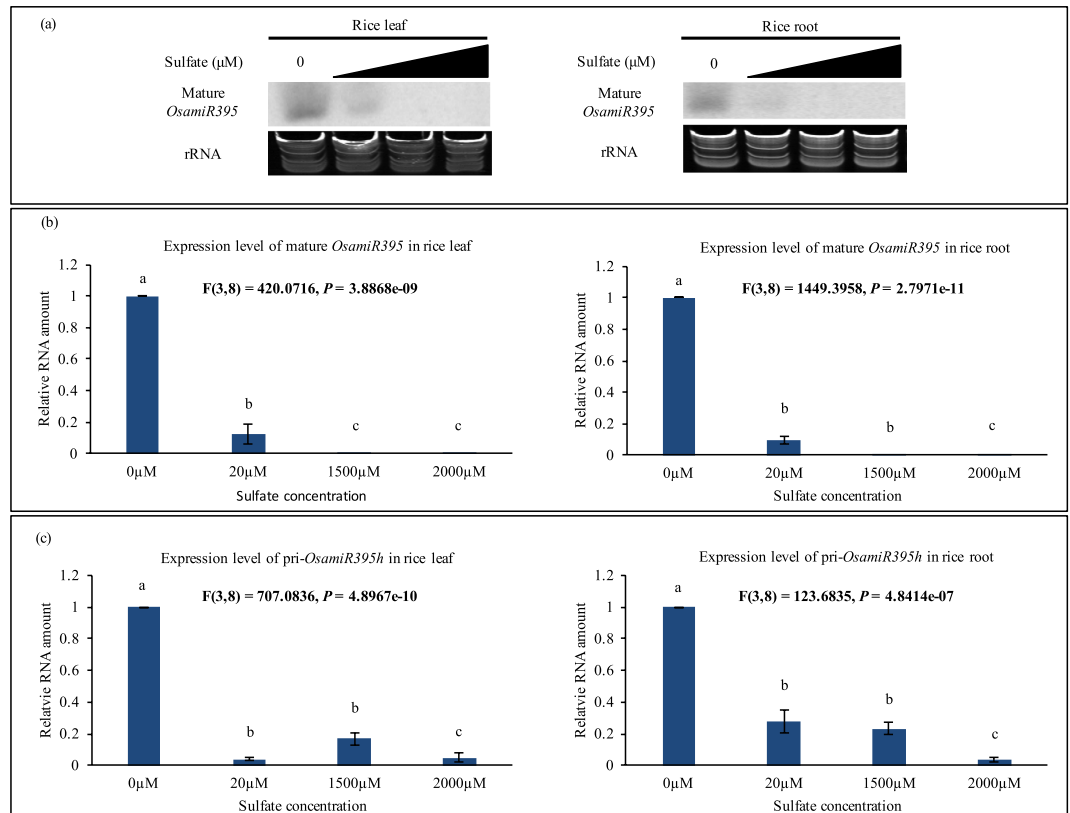 (a)
Rice leaf
Sulfate (µM) 0
Mature
OsamiR395
rRNA
Rice root
Sulfate (µM) 0
Mature
OsamiR395
rRNA
(b)
Expression level of mature OsamiR395 in rice leaf
F(3,8) = 420.0716, P = 3.8868e-09
Relative RNA amount
1.2
1
0.8
0.6
0.4
0.2
0
a
b
c
c
0µM 20µM 1500µM 2000µM
Sulfate concentration
Expression level of mature OsamiR395 in rice root
F(3,8) = 1449.3958, P = 2.7971e-11
Relative RNA amount
1.2
1
0.8
0.6
0.4
0.2
0
a
b
b
c
0µM 20µM 1500µM 2000µM
Sulfate concentration
(c)
Expression level of pri-OsamiR395h in rice leaf
F(3,8) = 707.0836, P = 4.8967e-10
Relatvie RNA amount
1.2
1
0.8
0.6
0.4
0.2
0
a
b
b
c
0µM 20µM 1500µM 2000µM
Sulfate concentration
Expression level of pri-OsamiR395h in rice root
F(3,8) = 123.6835, P = 4.8414e-07
Relatvie RNA amount
1.2
1
0.8
0.6
0.4
0.2
0
a
b
b
c
0µM 20µM 1500µM 2000µM
Sulfate concentration